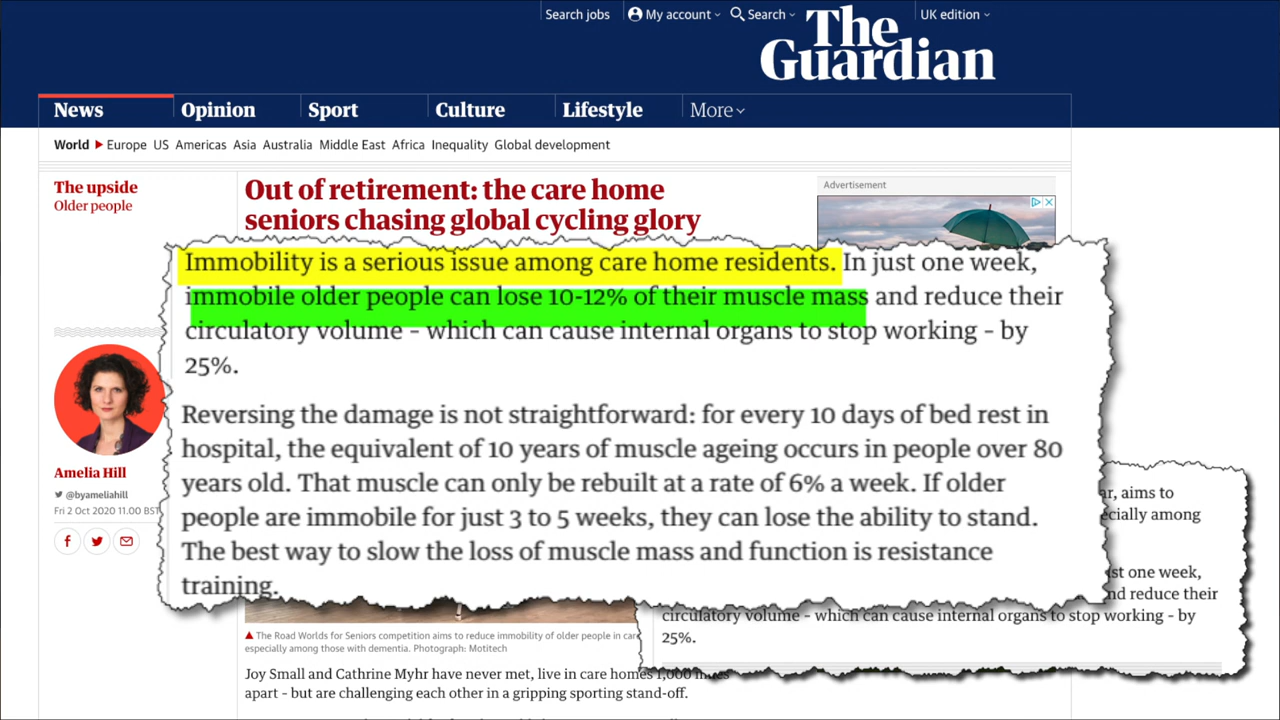 Search jobs
My account
Search
UK edition
The
Guardian
News
Opinion
Sport
Culture
Lifestyle
More
World
Europe
US
Americas
Asia
Australia
Middle East
Africa
Inequality
Global development
The upside
Older people
Out of retirement: the care home
seniors chasing global cycling glory
Advertisement
Immobility is a serious issue among care home residents. In just one week,
immobile older people can lose 10-12% of their muscle mass and reduce their
circulatory volume – which can cause internal organs to stop working – by
25%.
Reversing the damage is not straightforward: for every 10 days of bed rest in
hospital, the equivalent of 10 years of muscle ageing occurs in people over 80
years old. That muscle can only be rebuilt at a rate of 6% a week. If older
people are immobile for just 3 to 5 weeks, they can lose the ability to stand.
The best way to slow the loss of muscle mass and function is resistance
training.
Amelia Hill
@byameliahill
Fri 2 Oct 2020 11.00 BST
aims to
especially among
one week,
and reduce their
circulatory volume – which can cause internal organs to stop working – by
25%.
The Road Worlds for Seniors competition aims to reduce immobility of older people in
especially among those with dementia. Photograph: Motitech
Joy Small and Cathrine Myhr have never met, live in care homes 1,000 miles
apart – but are challenging each other in a gripping sporting stand-off.